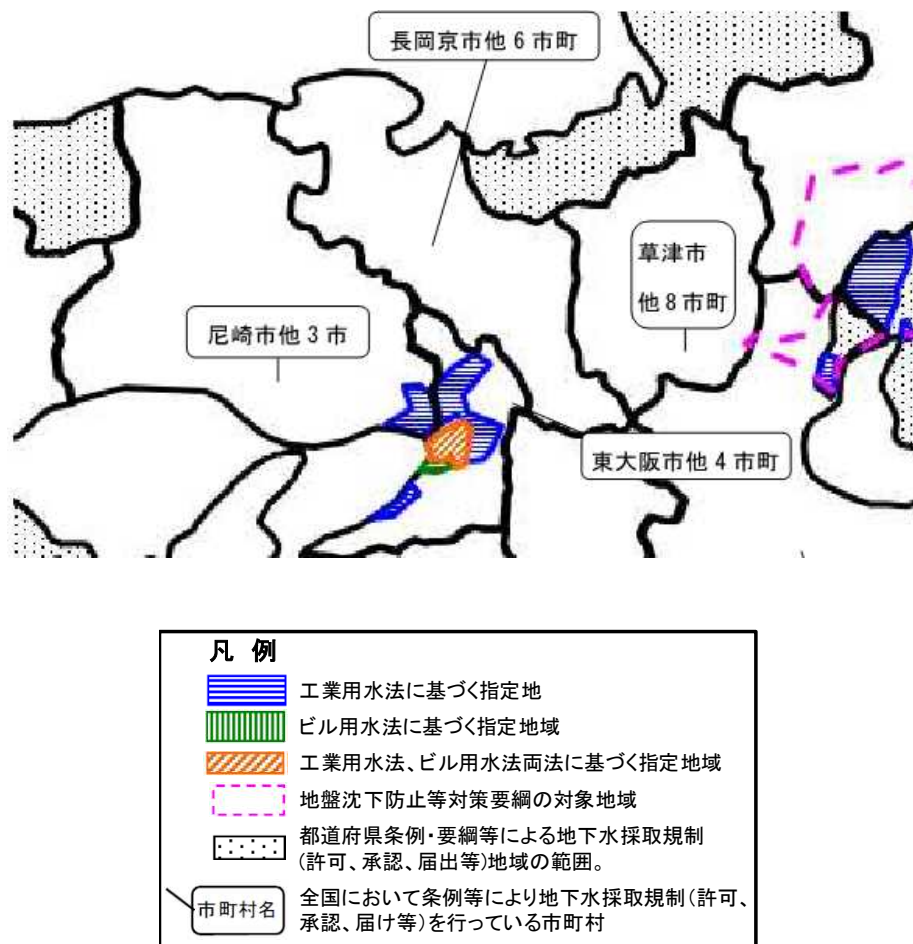 長岡京市他6市町
草津市
他8市町
尼崎市他3市
東大阪市他4市町
凡 例
工業用水法に基づく指定地
ビル用水法に基づく指定地域
工業用水法、ビル用水法両法に基づく指定地域
地盤沈下防止等対策要綱の対象地域
都道府県条例・要綱等による地下水採取規制
(許可、承認、届出等)地域の範囲。
市町村名
全国において条例等により地下水採取規制(許可、
承認、届け等)を行っている市町村